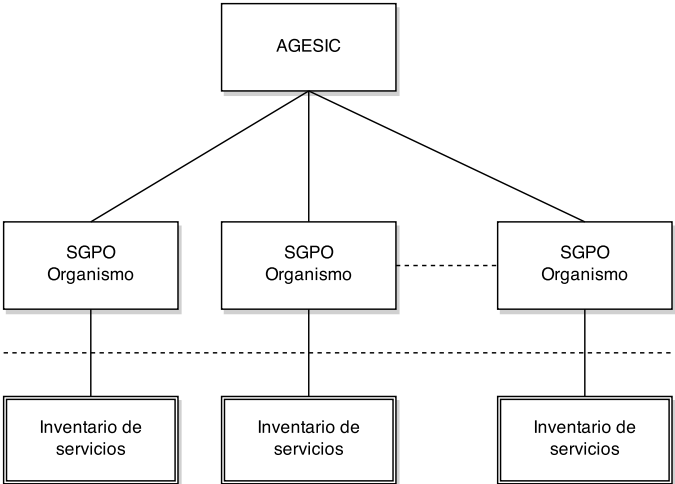 AGESIC
SGPO
Organismo
SGPO
Organismo
SGPO
Organismo
Inventario de
servicios
Inventario de
servicios
Inventario de
servicios